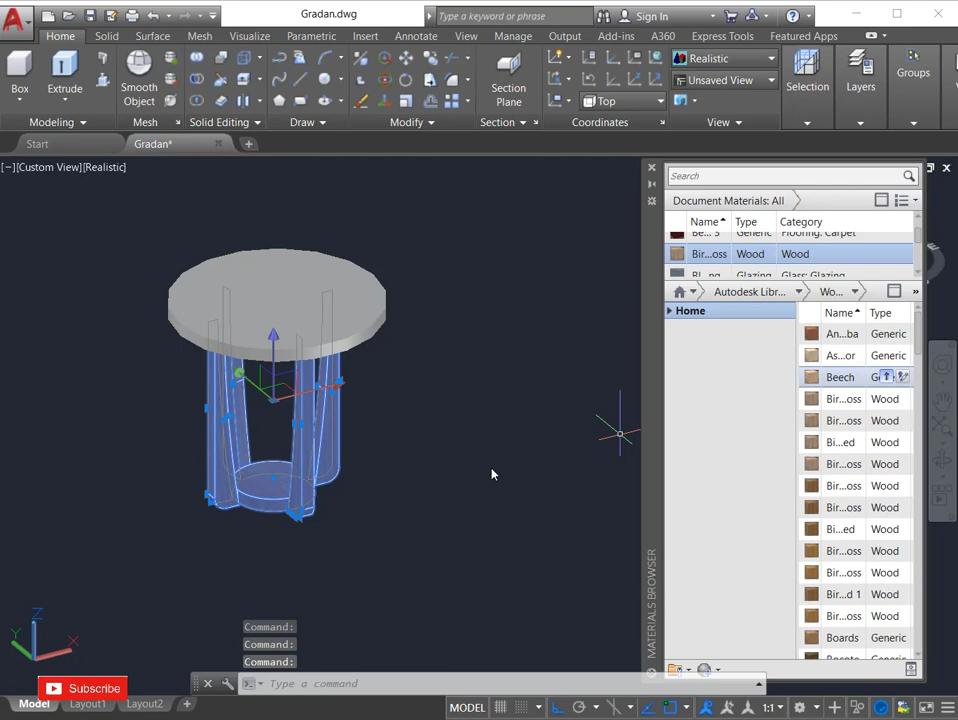 Gradan.dwg
Type a keyword or phrase
Sign In
Home Solid Surface Mesh Visualize Parametric Insert Annotate View Manage Output Add-ins A360 Express Tools Featured Apps
Box
Extrude
Smooth
Object
Section
Plane
Realistic
Unsaved View
Top
Selection
Layers
Groups
Modeling Mesh Solid Editing Draw Modify Section Coordinates View
Start
Gradan*
[−][Custom View][Realistic]
Search
Document Materials: All
Name Type Category
Be... 3 Generic Flooring: Carpet
Bir...oss Wood Wood
Bl...ng Glazing Glass: Glazing
Autodesk Libr... Wo...
Home
Name Type
An...ba Generic
As...or Generic
Beech
Bir...oss Wood
Bir...oss Wood
Bi...ed Wood
Bir...oss Wood
Bir...oss Wood
Bir...oss Wood
Bi...ed Wood
Bir...oss Wood
Bir...oss Wood
Bir...d 1 Wood
Bir...oss Wood
Boards Generic
MATERIALS BROWSER
Z
Y
X
Command:
Command:
Command:
Type a command
Subscribe
Model Layout1 Layout2
MODEL
1:1